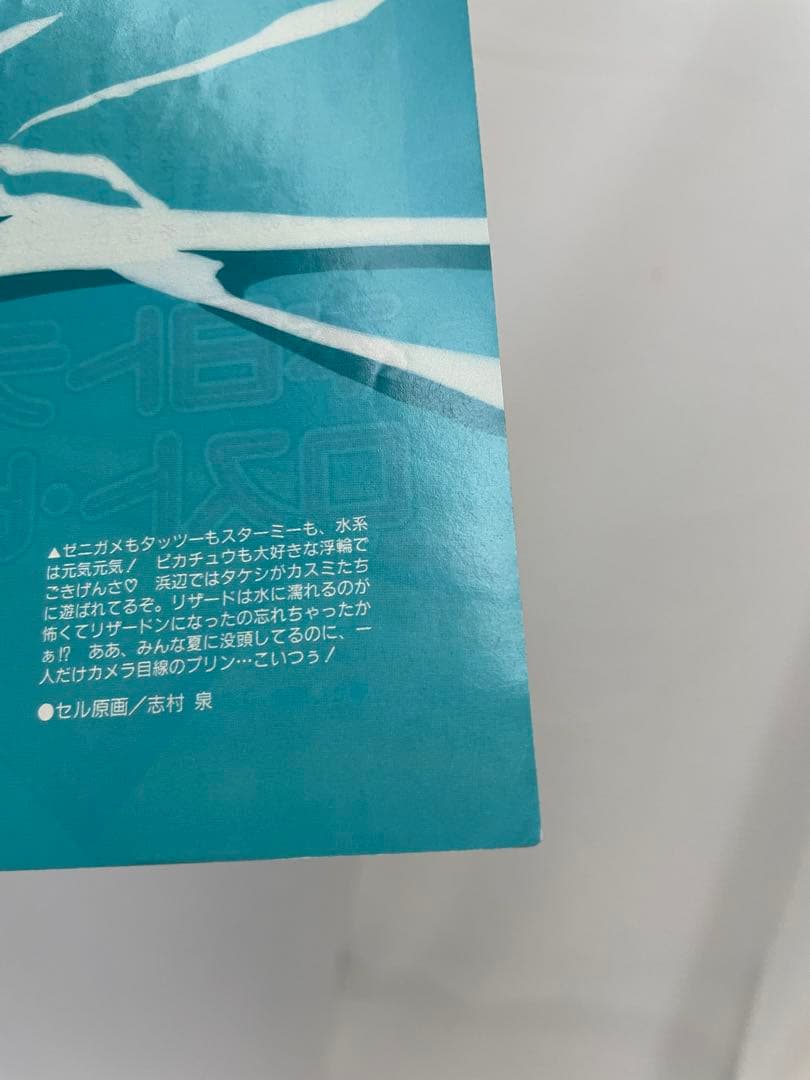 ▲ゼニガメもタッツーもスターミーも、水系
は元気元気！　ピカチュウも大好きな浮輪で
ごきげんさ♡　浜辺ではタケシがカスミたち
に遊ばれてるぞ。リザードは水に濡れるのが
怖くてリザードンになったの忘れちゃったか
ぁ!?　ああ、みんな夏に没頭してるのに、一
人だけカメラ目線のプリン…こいつぅ！
●セル原画／志村 泉